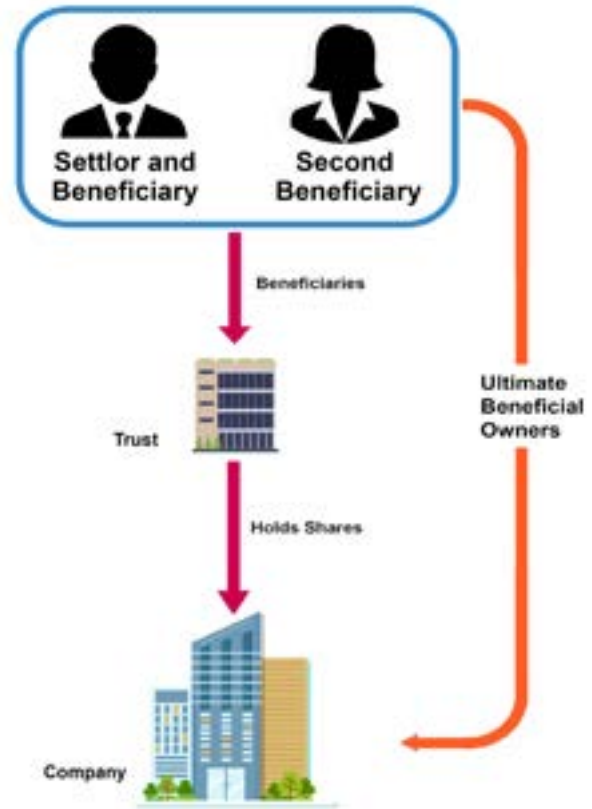 Settlor and
Beneficiary
Second
Beneficiary
Beneficiaries
Ultimate
Beneficial
Owners
Trust
Holds Shares
Company